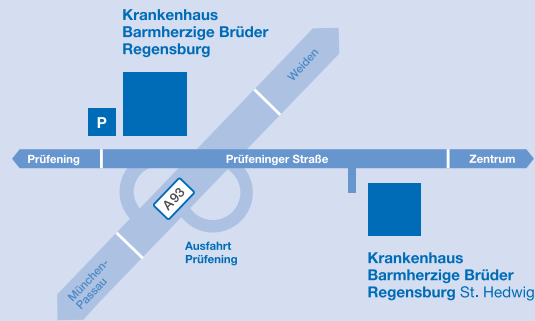 Krankenhaus
Barmherzige Brüder
Regensburg
Weiden
P
Prüfening
Prüfeninger Straße
Zentrum
A93
Ausfahrt
Prüfening
München-
Passau
Krankenhaus
Barmherzige Brüder
Regensburg St. Hedwig